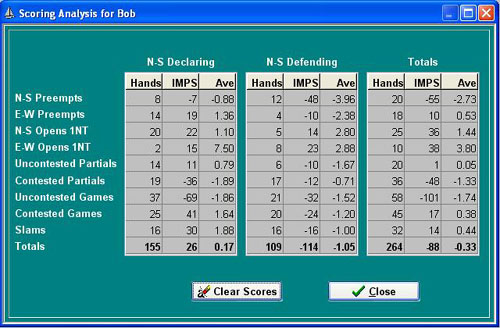 Scoring Analysis for Bob
N-S Declaring N-S Defending Totals
Hands IMPS Ave Hands IMPS Ave Hands IMPS Ave
N-S Preempts 8 -7 -0.88 12 -48 -3.96 20 -55 -2.73
E-W Preempts 14 19 1.36 4 -10 -2.38 18 10 0.53
N-S Opens 1NT 20 22 1.10 5 14 2.80 25 36 1.44
E-W Opens 1NT 2 15 7.50 8 23 2.88 10 38 3.80
Uncontested Partials 14 11 0.79 6 -10 -1.67 20 1 0.05
Contested Partials 19 -36 -1.89 17 -12 -0.71 36 -48 -1.33
Uncontested Games 37 -69 -1.86 21 -32 -1.52 58 -101 -1.74
Contested Games 25 41 1.64 20 -24 -1.20 45 17 0.38
Slams 16 30 1.88 16 -16 -1.00 32 14 0.44
Totals 155 26 0.17 109 -114 -1.05 264 -88 -0.33
Clear Scores Close